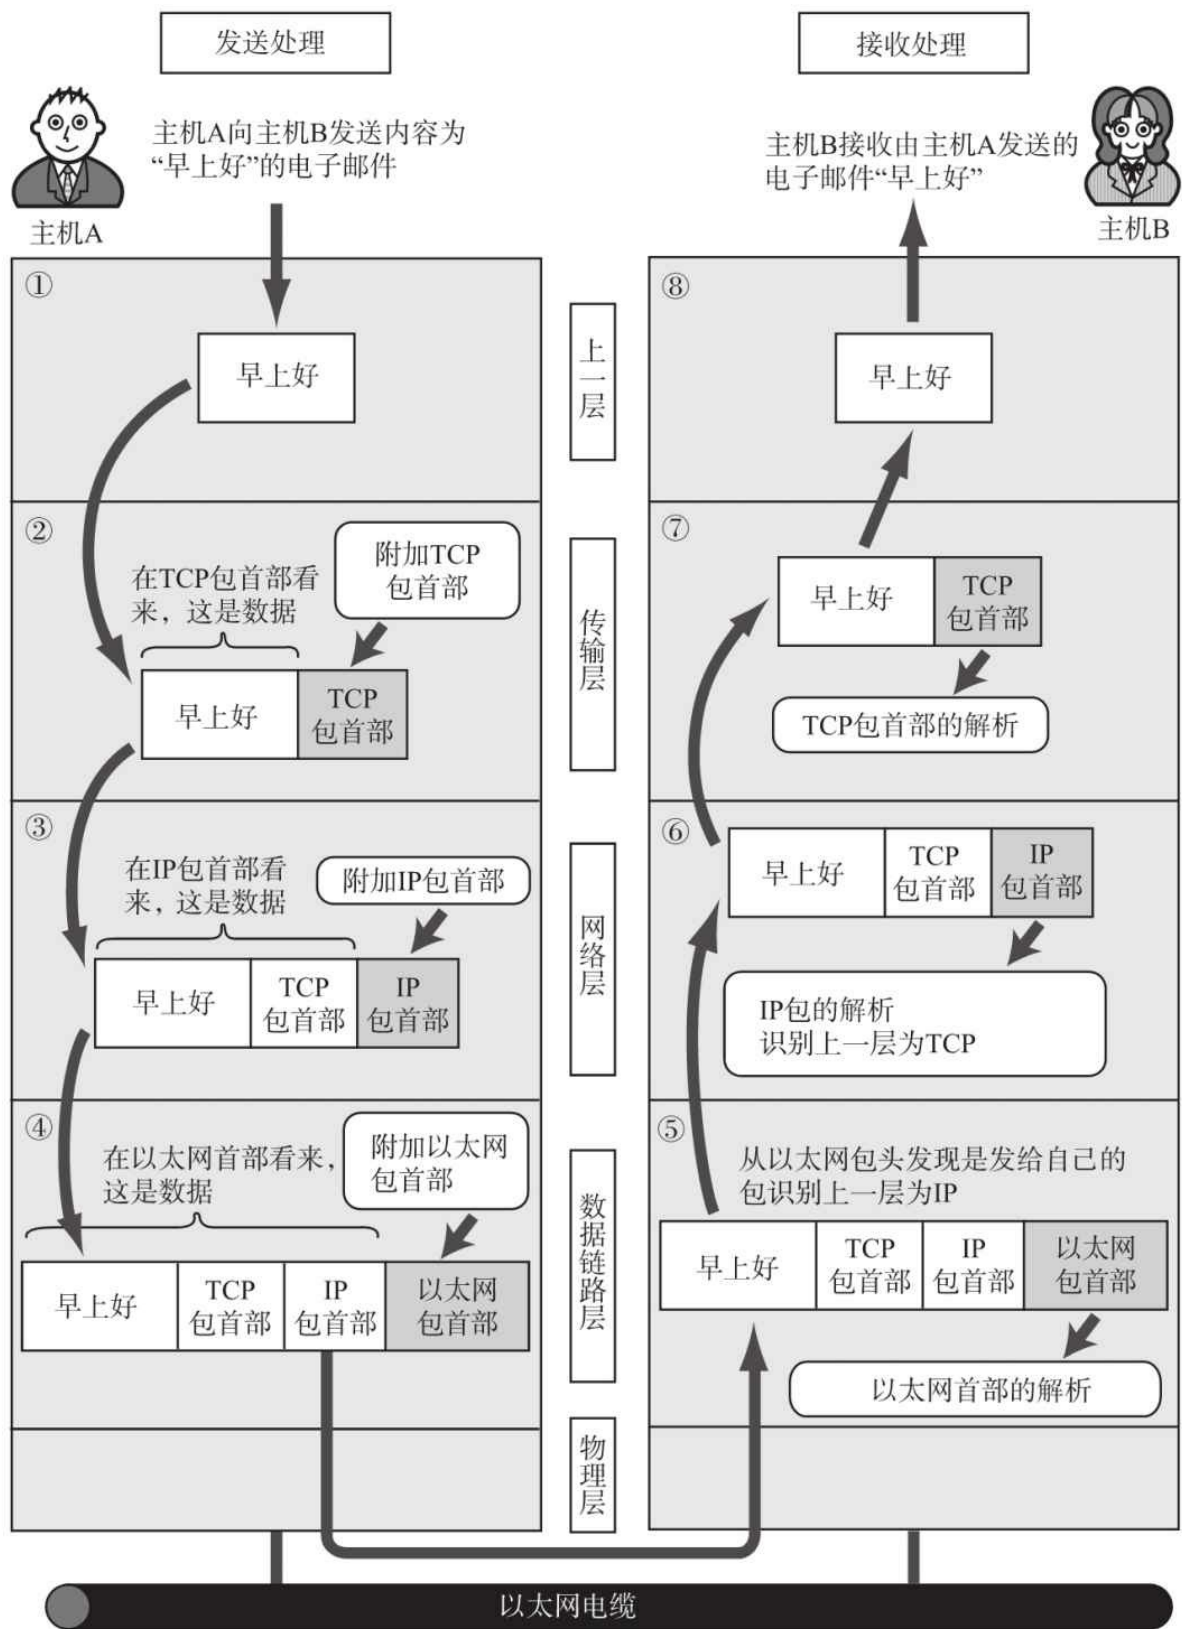 发送处理
接收处理
主机A向主机B发送内容为
“早上好”的电子邮件
主机A
主机B接收由主机A发送的
电子邮件“早上好”
主机B
①
早上好
上一层
⑧
早上好
②
在TCP包首部看
来，这是数据
附加TCP
包首部
早上好
TCP
包首部
传输层
⑦
早上好
TCP
包首部
TCP包首部的解析
③
在IP包首部看
来，这是数据
附加IP包首部
早上好
TCP
包首部
IP
包首部
网络层
⑥
早上好
TCP
包首部
IP
包首部
IP包的解析
识别上一层为TCP
④
在以太网首部看来，
这是数据
附加以太网
包首部
早上好
TCP
包首部
IP
包首部
以太网
包首部
数据链路层
⑤
从以太网包头发现是发给自己的
包识别上一层为IP
早上好
TCP
包首部
IP
包首部
以太网
包首部
以太网首部的解析
物理层
以太网电缆